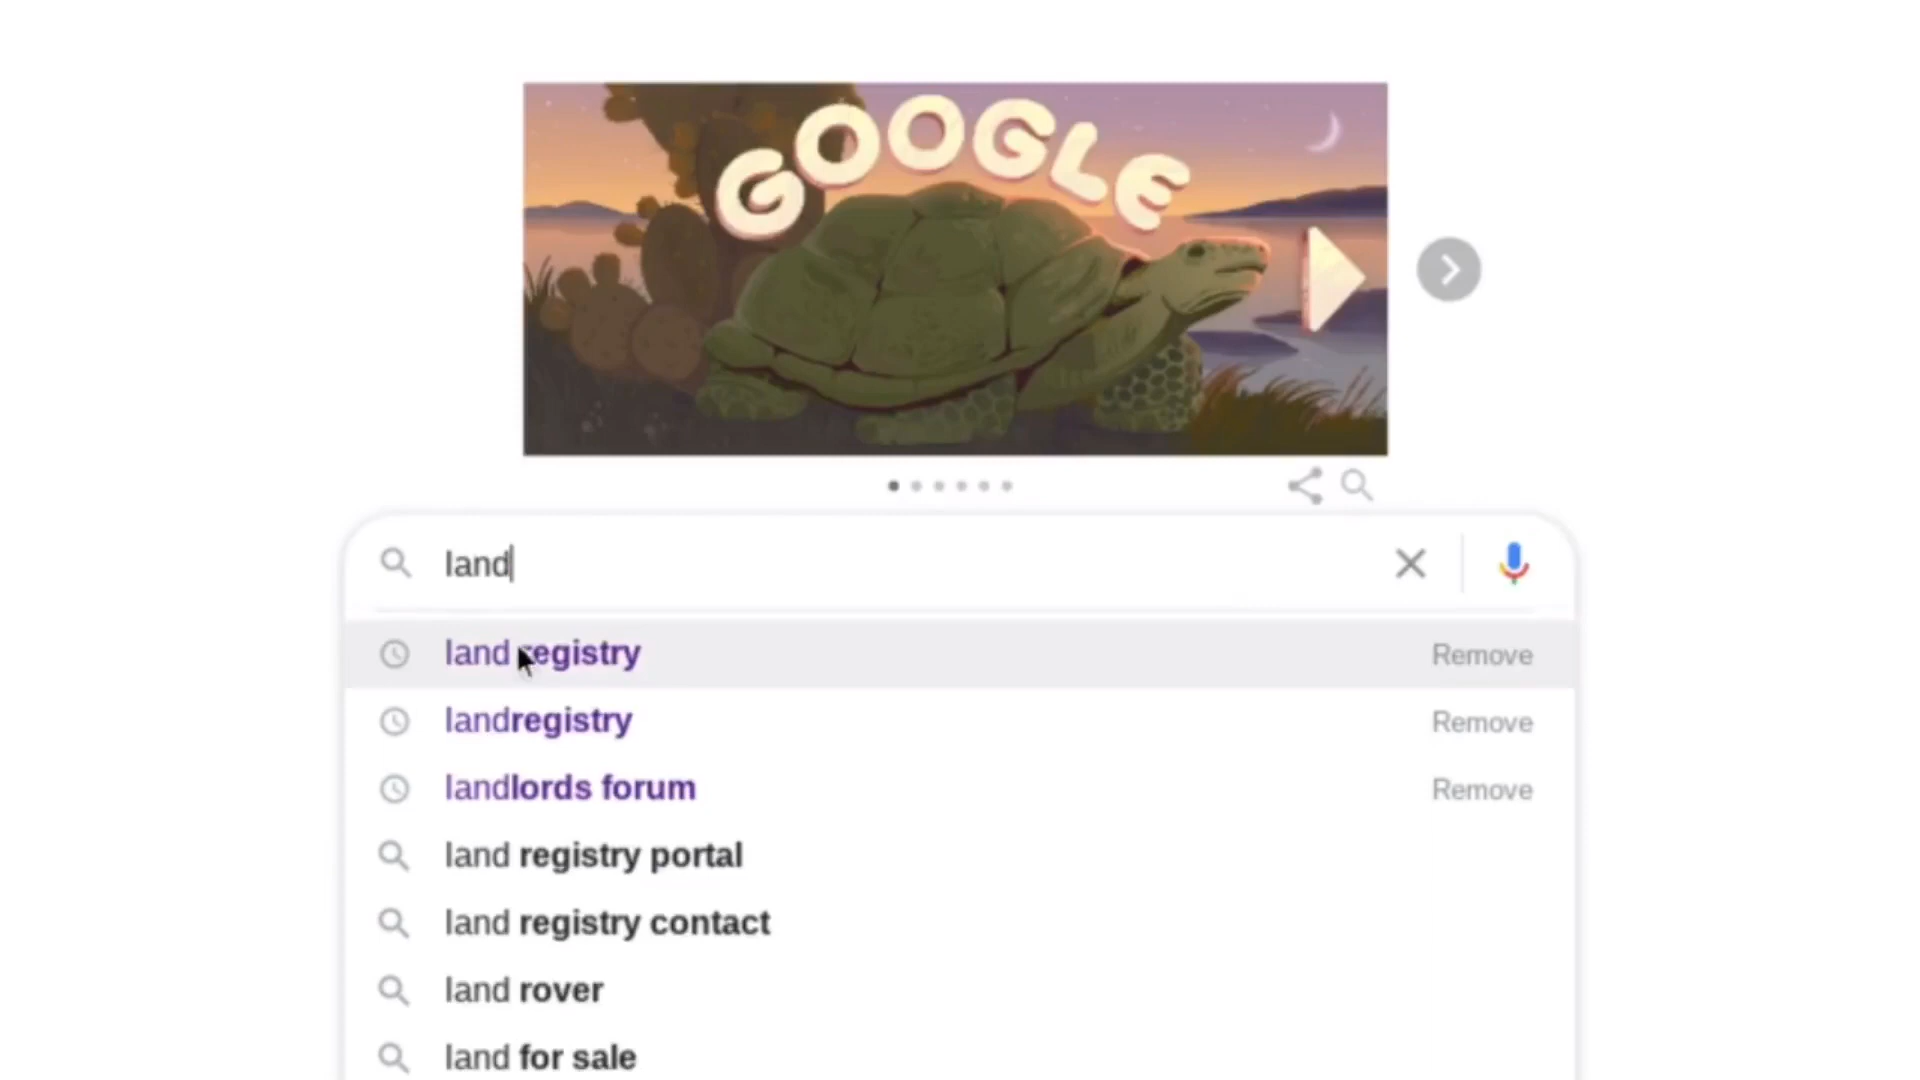 GOOGLE
land
land registry
Remove
landregistry
Remove
landlords forum
Remove
land registry portal
land registry contact
land rover
land for sale